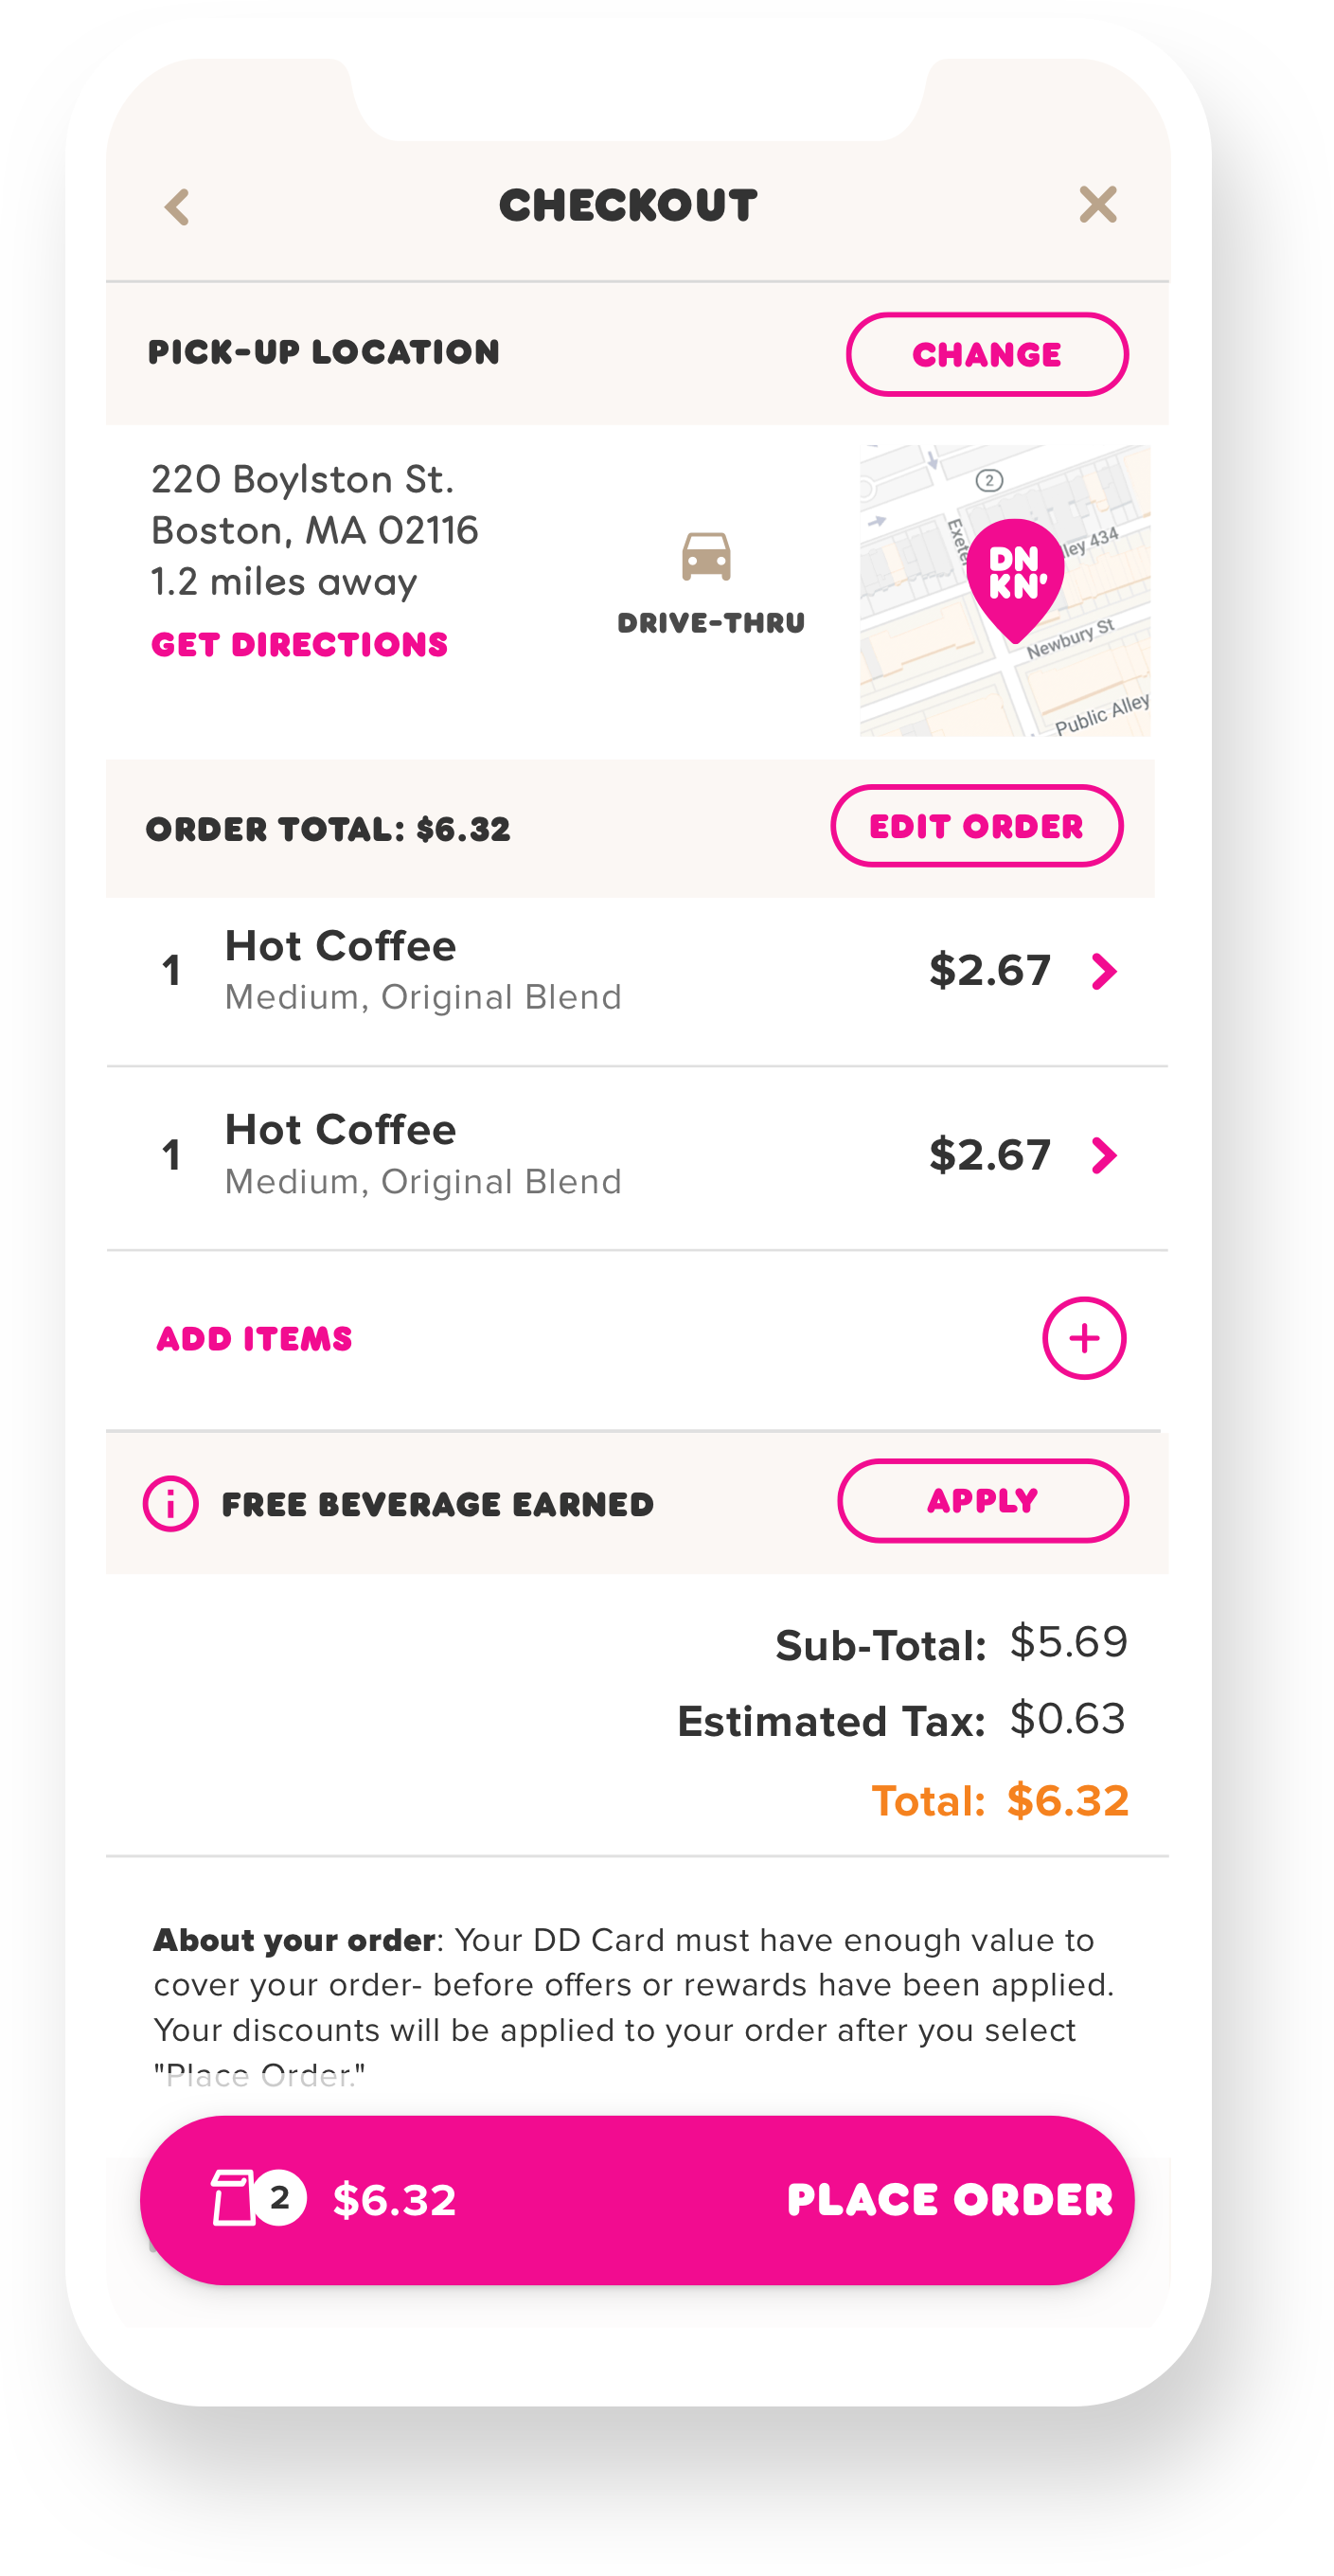 CHECKOUT
PICK-UP LOCATION
CHANGE
220 Boylston St.
Boston, MA 02116
1.2 miles away
GET DIRECTIONS
DRIVE-THRU
2
DN
KN'
434
Newbury St
Public Alley
ORDER TOTAL: $6.32
EDIT ORDER
1 Hot Coffee $2.67
Medium, Original Blend
1 Hot Coffee $2.67
Medium, Original Blend
ADD ITEMS
FREE BEVERAGE EARNED
APPLY
Sub-Total: $5.69
Estimated Tax: $0.63
Total: $6.32
About your order: Your DD Card must have enough value to
cover your order- before offers or rewards have been applied.
Your discounts will be applied to your order after you select
"Place Order."
2 $6.32 PLACE ORDER